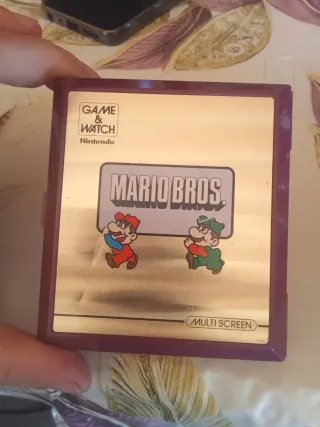 GAME
&
WATCH
Nintendo
MARIO BROS.
MULTI SCREEN